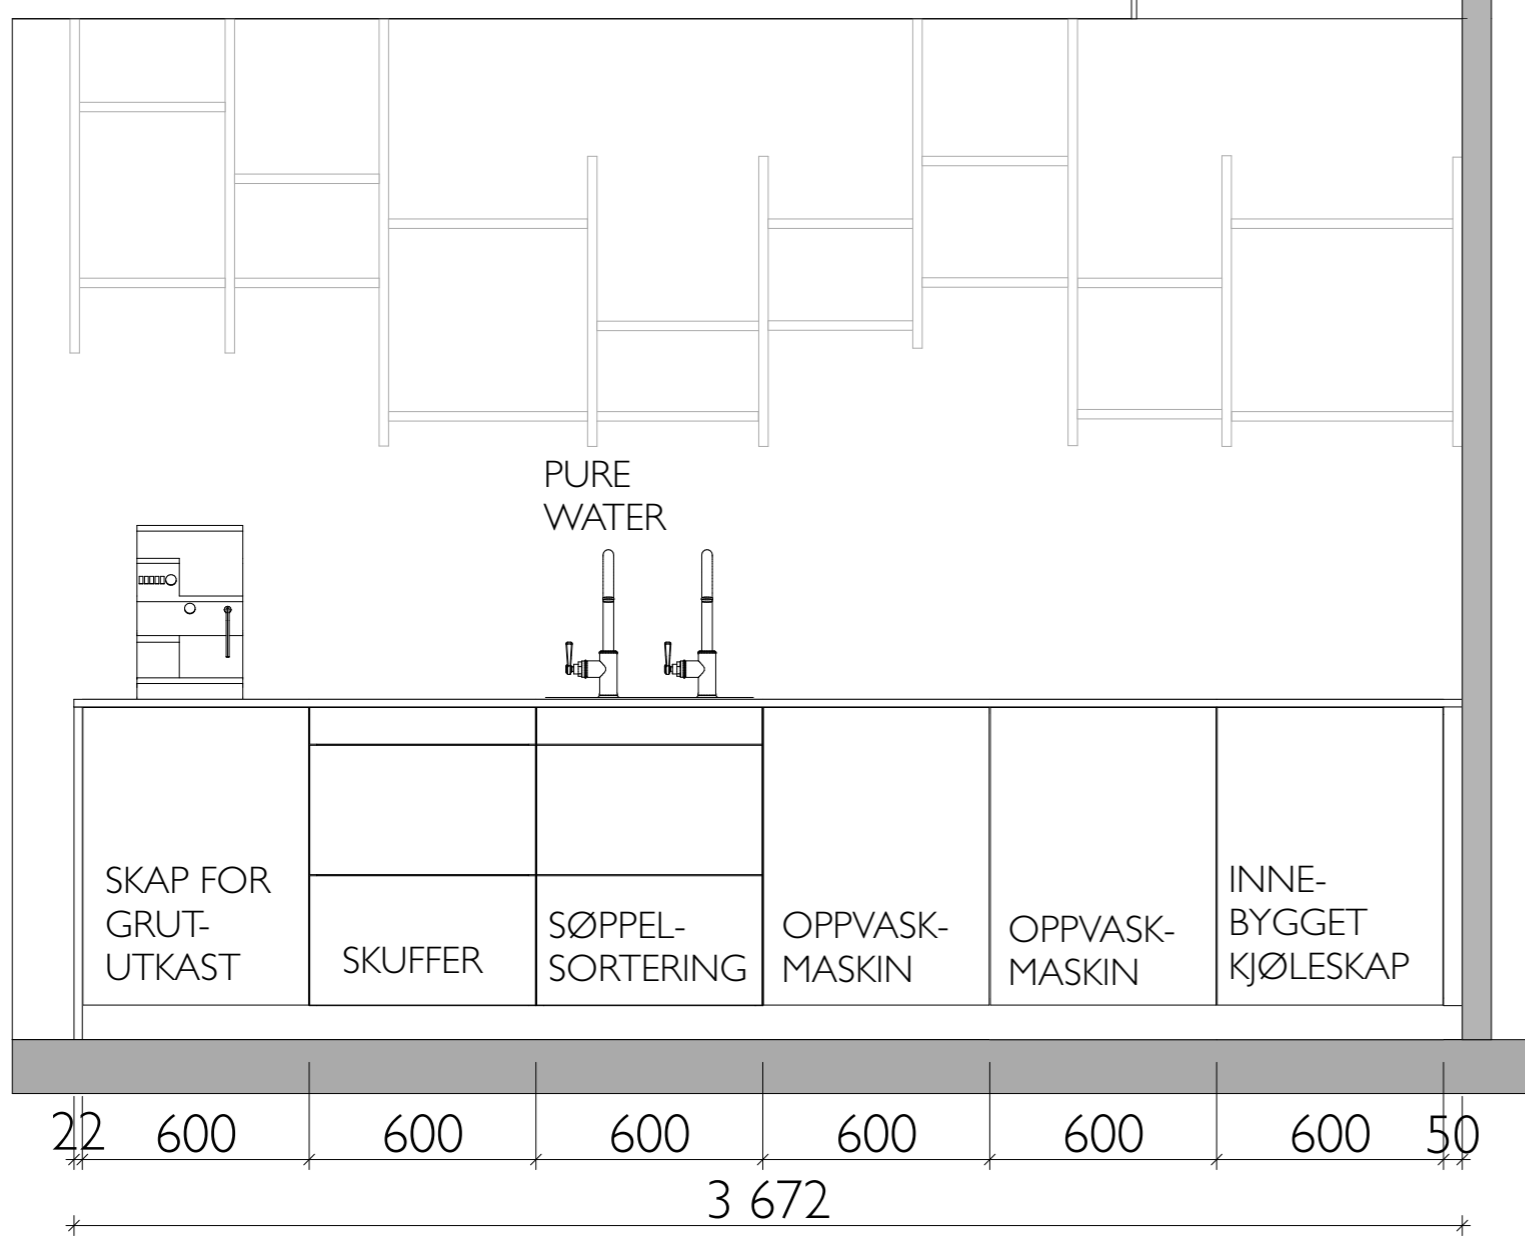 PURE
WATER
SKAP FOR
GRUT-
UTKAST
SKUFFER
SØPPEL-
SORTERING
OPPVASK-
MASKIN
OPPVASK-
MASKIN
INNE-
BYGGET
KJØLESKAP
22 600 600 600 600 600 600 50
3 672